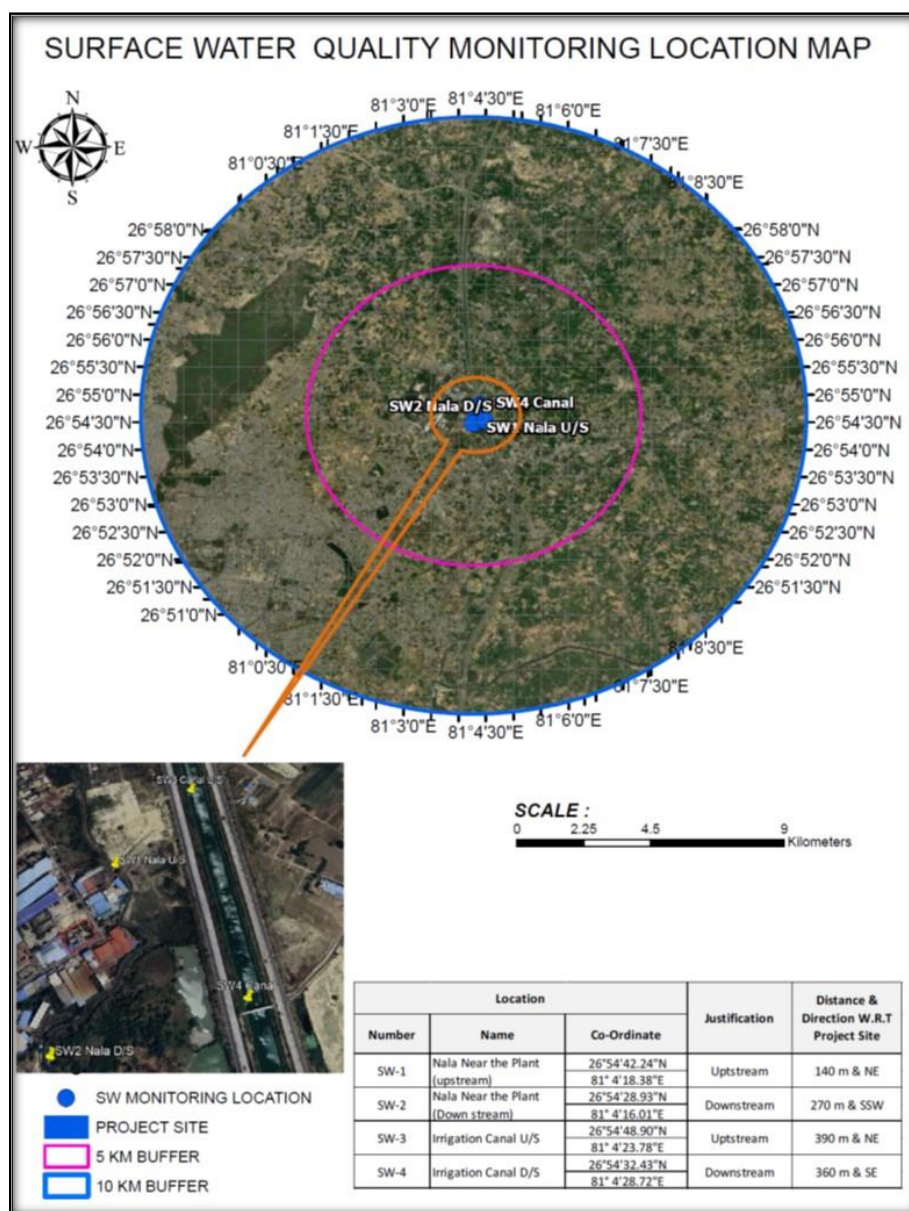 SURFACE WATER QUALITY MONITORING LOCATION MAP
N
W E
S
81°3'0"E 81°4'30"E 81°6'0"E
81°1'30"E 81°7'30"E
81°0'30"E 81°8'30"E
26°58'0"N 26°58'0"N
26°57'30"N 26°57'30"N
26°57'0"N 26°57'0"N
26°56'30"N 26°56'30"N
26°56'0"N 26°56'0"N
26°55'30"N 26°55'30"N
26°55'0"N 26°55'0"N
SW2 Nala D/S SW4 Canal
26°54'30"N 26°54'30"N
SW1 Nala U/S
26°54'0"N 26°54'0"N
26°53'30"N 26°53'30"N
26°53'0"N 26°53'0"N
26°52'30"N 26°52'30"N
26°52'0"N 26°52'0"N
26°51'30"N 26°51'30"N
26°51'0"N
81°8'30"E
81°0'30"E 81°7'30"E
81°1'30"E
81°3'0"E 81°4'30"E 81°6'0"E
SW3 Canal U/S
SW1 Nala U/S
SW4 Canal
SW2 Nala D/S
SCALE :
0 2.25 4.5 9
Kilometers
SW MONITORING LOCATION
PROJECT SITE
5 KM BUFFER
10 KM BUFFER
Location Justification Distance & Direction W.R.T Project Site
Number Name Co-Ordinate
SW-1 Nala Near the Plant (upstream) 26°54'42.24"N 81° 4'18.38"E Uptstream 140 m & NE
SW-2 Nala Near the Plant (Down stream) 26°54'28.93"N 81° 4'16.01"E Downstream 270 m & SSW
SW-3 Irrigation Canal U/S 26°54'48.90"N 81° 4'23.78"E Uptstream 390 m & NE
SW-4 Irrigation Canal D/S 26°54'32.43"N 81° 4'28.72"E Downstream 360 m & SE